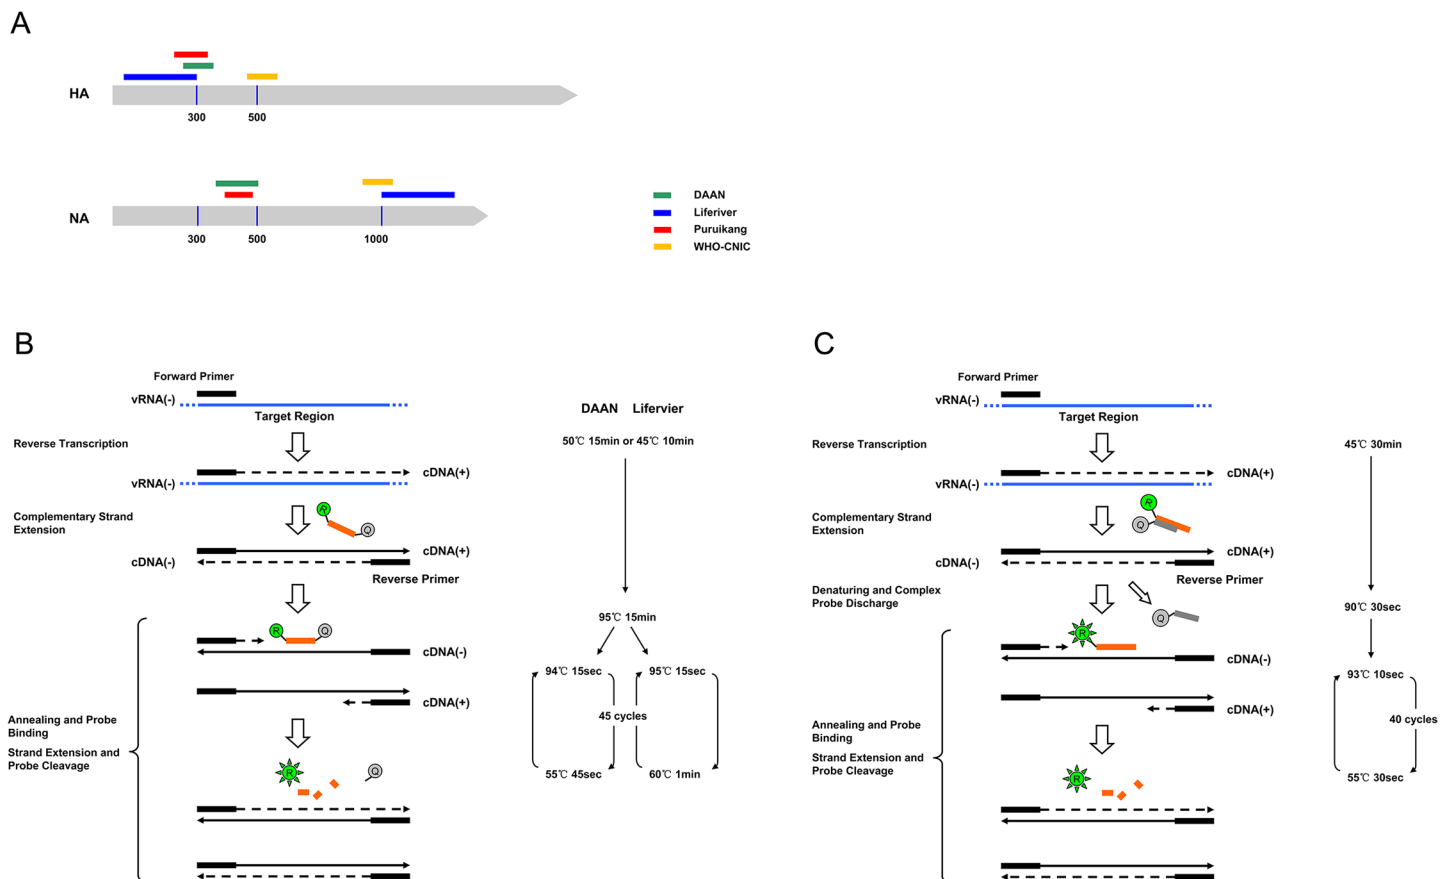 A
HA
300 500
NA
300 500 1000
DAAN
Liferiver
Puruikang
WHO-CNIC
B
Forward Primer
vRNA(-)
Target Region
Reverse Transcription
cDNA(+)
vRNA(-)
R
Q
Complementary Strand
Extension
cDNA(+)
cDNA(-)
Reverse Primer
R
Q
cDNA(-)
cDNA(+)
Annealing and Probe
Binding
Strand Extension and
Probe Cleavage
R
Q
DAAN Lifervier
50℃ 15min or 45℃ 10min
95℃ 15min
94℃ 15sec 95℃ 15sec
45 cycles
55℃ 45sec 60℃ 1min
C
Forward Primer
vRNA(-)
Target Region
Reverse Transcription
cDNA(+)
vRNA(-)
R
Q
Complementary Strand
Extension
cDNA(+)
cDNA(-)
Reverse Primer
Denaturing and Complex
Probe Discharge
Q
R
cDNA(-)
cDNA(+)
Annealing and Probe
Binding
Strand Extension and
Probe Cleavage
R
45℃ 30min
90℃ 30sec
93℃ 10sec
40 cycles
55℃ 30sec